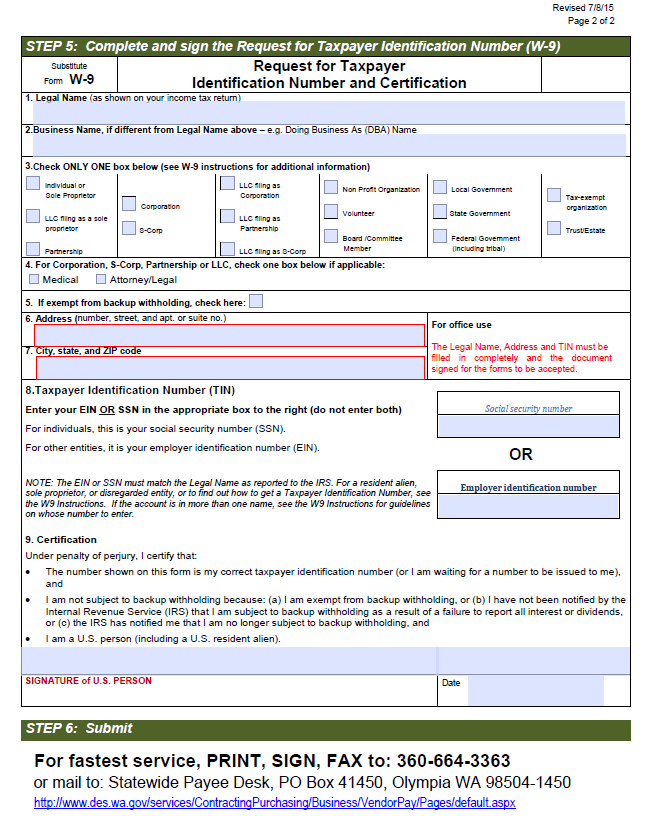 Revised 7/8/15
Page 2 of 2
STEP 5: Complete and sign the Request for Taxpayer Identification Number (W-9)
Substitute
Form W-9
Request for Taxpayer
Identification Number and Certification
1. Legal Name (as shown on your income tax return)
2.Business Name, if different from Legal Name above – e.g. Doing Business As (DBA) Name
3.Check ONLY ONE box below (see W-9 instructions for additional information)
Individual or
Sole Proprietor
LLC filing as a sole
proprietor
Partnership
Corporation
S-Corp
LLC filing as
Corporation
LLC filing as
Partnership
LLC filing as S-Corp
Non Profit Organization
Volunteer
Board /Committee
Member
Local Government
State Government
Federal Government
(including tribal)
Tax-exempt
organization
Trust/Estate
4. For Corporation, S-Corp, Partnership or LLC, check one box below if applicable:
Medical Attorney/Legal
5. If exempt from backup withholding, check here:
6. Address (number, street, and apt. or suite no.)
7. City, state, and ZIP code
For office use
The Legal Name, Address and TIN must be
filled in completely and the document
signed for the forms to be accepted.
8.Taxpayer Identification Number (TIN)
Enter your EIN OR SSN in the appropriate box to the right (do not enter both)
For individuals, this is your social security number (SSN).
For other entities, it is your employer identification number (EIN).
NOTE: The EIN or SSN must match the Legal Name as reported to the IRS. For a resident alien,
sole proprietor, or disregarded entity, or to find out how to get a Taxpayer Identification Number, see
the W9 Instructions. If the account is in more than one name, see the W9 Instructions for guidelines
on whose number to enter.
Social security number
OR
Employer identification number
9. Certification
Under penalty of perjury, I certify that:
• The number shown on this form is my correct taxpayer identification number (or I am waiting for a number to be issued to me),
and
• I am not subject to backup withholding because: (a) I am exempt from backup withholding, or (b) I have not been notified by the
Internal Revenue Service (IRS) that I am subject to backup withholding as a result of a failure to report all interest or dividends,
or (c) the IRS has notified me that I am no longer subject to backup withholding, and
• I am a U.S. person (including a U.S. resident alien).
SIGNATURE of U.S. PERSON
Date
STEP 6: Submit
For fastest service, PRINT, SIGN, FAX to: 360-664-3363
or mail to: Statewide Payee Desk, PO Box 41450, Olympia WA 98504-1450
http://www.des.wa.gov/services/ContractingPurchasing/Business/VendorPay/Pages/default.aspx